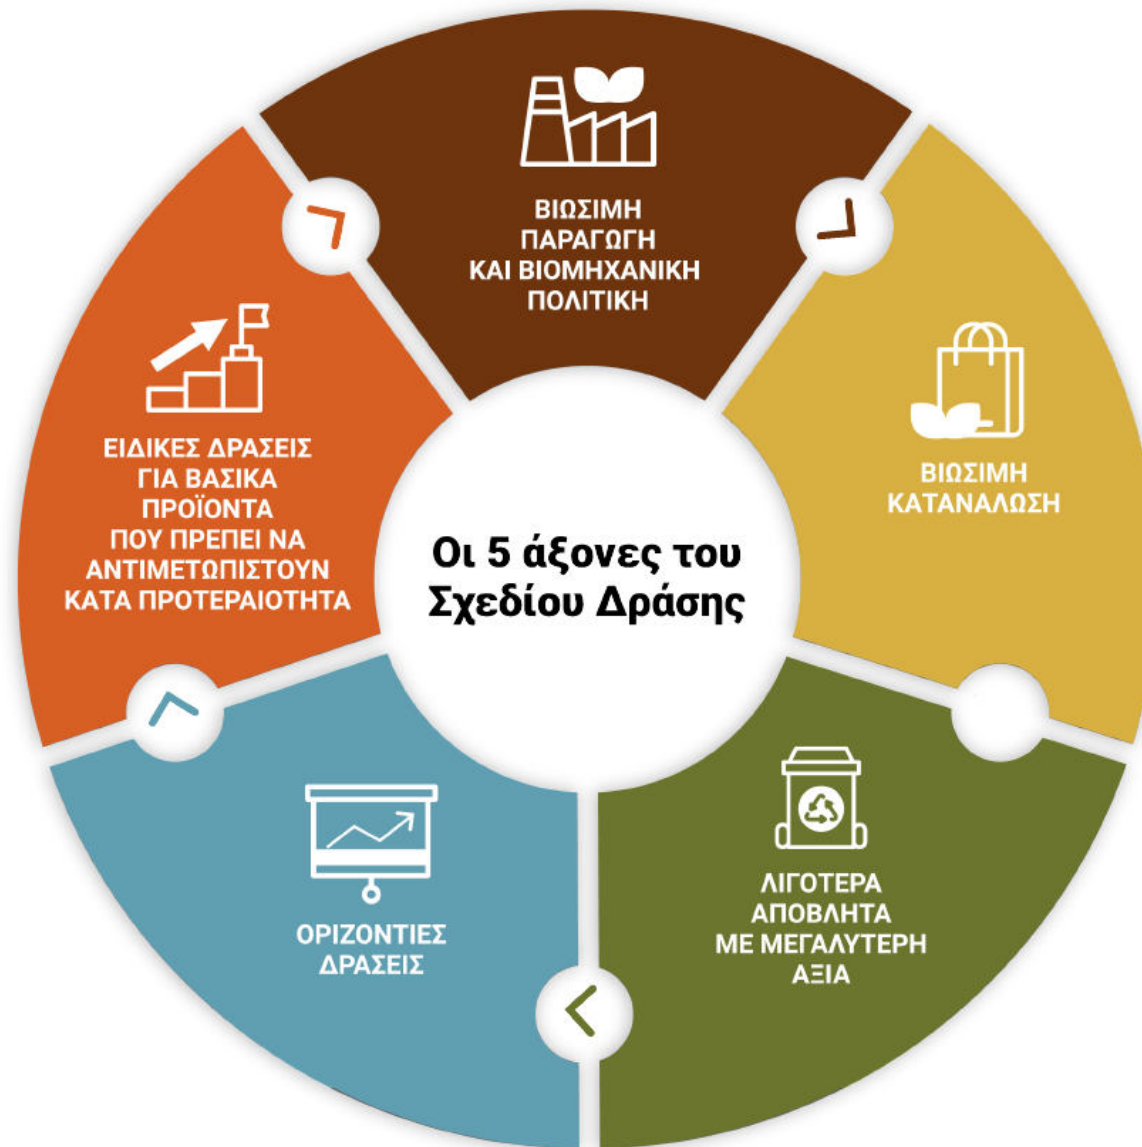 ΒΙΩΣΙΜΗ
ΠΑΡΑΓΩΓΗ
ΚΑΙ ΒΙΟΜΗΧΑΝΙΚΗ
ΠΟΛΙΤΙΚΗ
ΒΙΩΣΙΜΗ
ΚΑΤΑΝΑΛΩΣΗ
ΛΙΓΟΤΕΡΑ
ΑΠΟΒΛΗΤΑ
ΜΕ ΜΕΓΑΛΥΤΕΡΗ
ΑΞΙΑ
ΟΡΙΖΟΝΤΙΕΣ
ΔΡΑΣΕΙΣ
ΕΙΔΙΚΕΣ ΔΡΑΣΕΙΣ
ΓΙΑ ΒΑΣΙΚΑ
ΠΡΟΪΟΝΤΑ
ΠΟΥ ΠΡΕΠΕΙ ΝΑ
ΑΝΤΙΜΕΤΩΠΙΣΤΟΥΝ
ΚΑΤΑ ΠΡΟΤΕΡΑΙΟΤΗΤΑ
Οι 5 άξονες του
Σχεδίου Δράσης